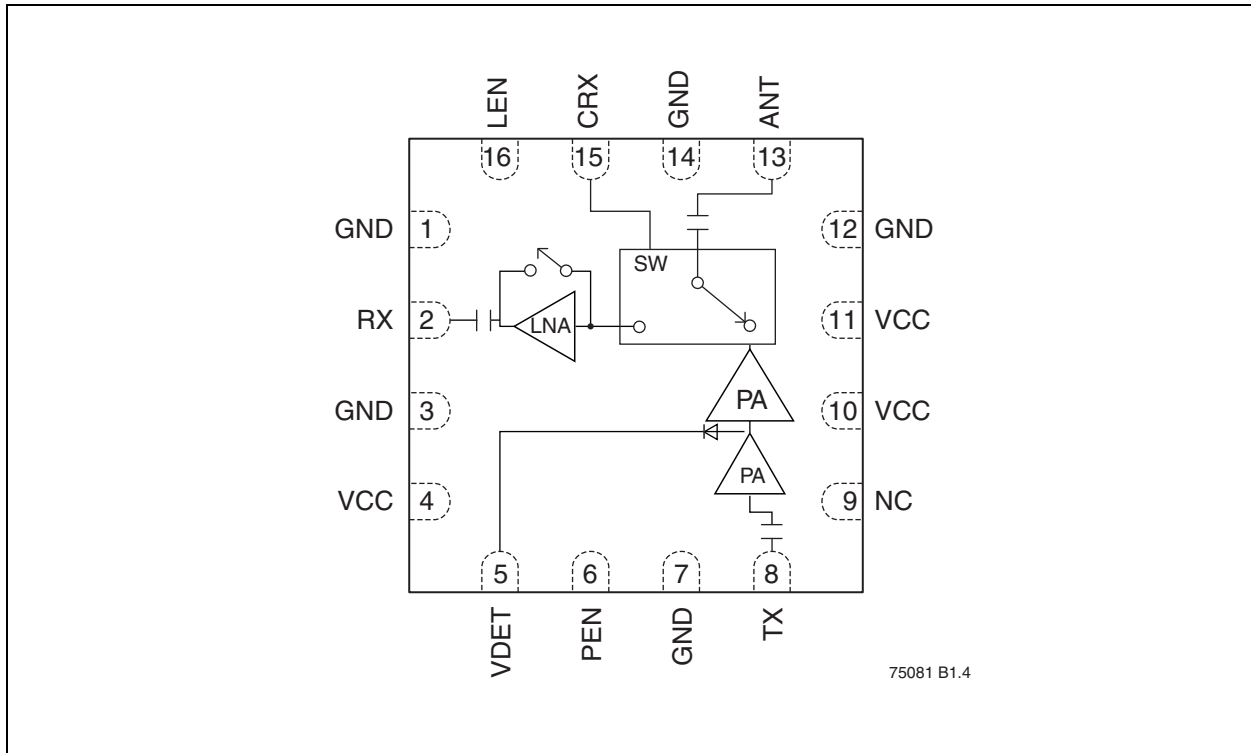 LEN CRX GND ANT
16 15 14 13
GND 1 12 GND
SW
RX 2 LNA 11 VCC
GND 3 PA 10 VCC
VCC 4 PA 9 NC
5 6 7 8
VDET PEN GND TX
75081 B1.4